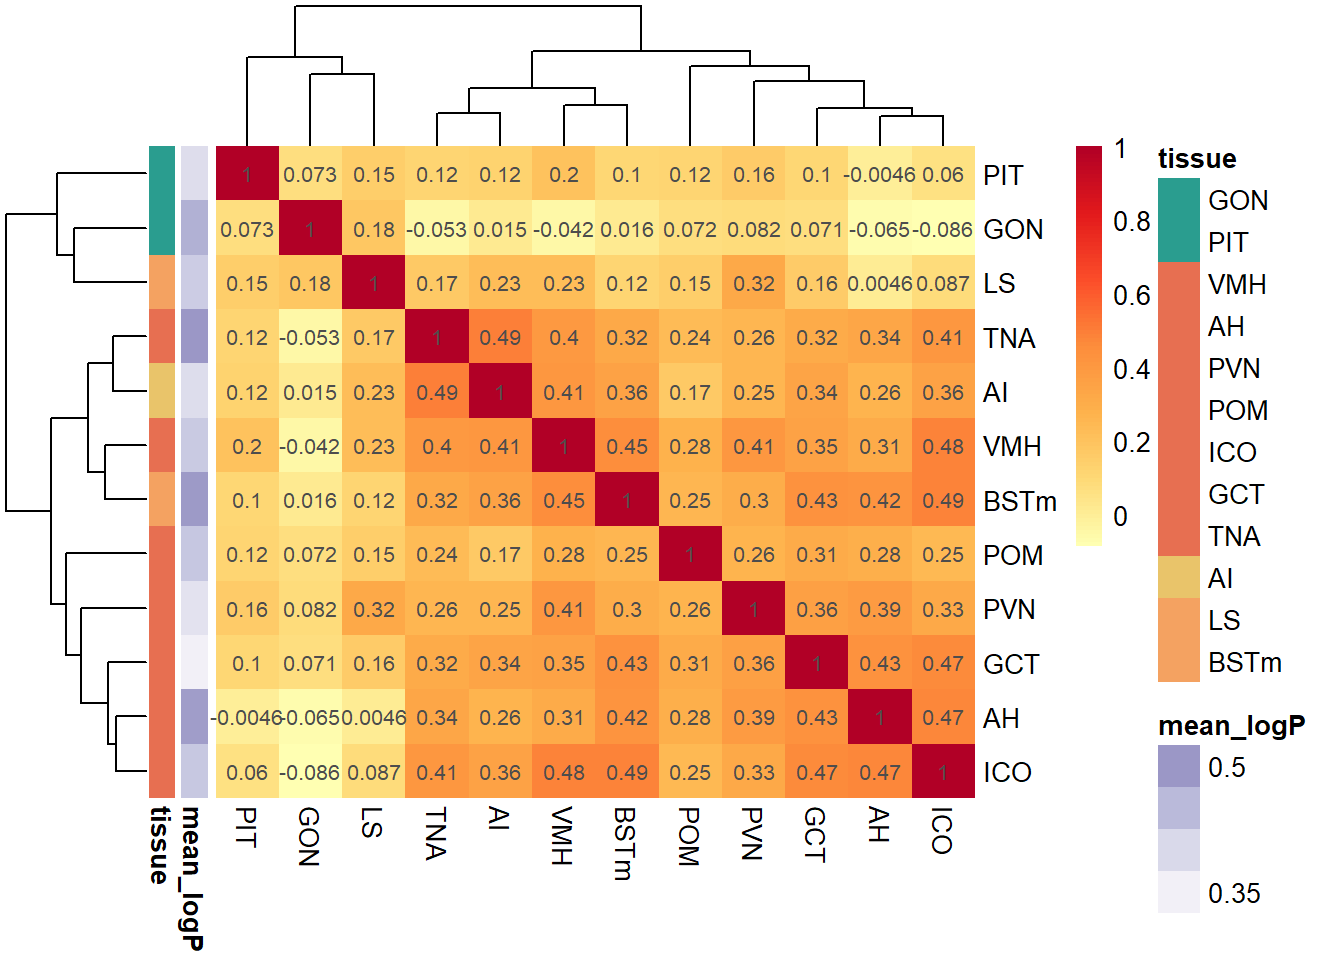 1 0.073 0.15 0.12 0.12 0.2 0.1 0.12 0.16 0.1 -0.0046 0.06 PIT
0.073 1 0.18 -0.053 0.015 -0.042 0.016 0.072 0.082 0.071 -0.065 -0.086 GON
0.15 0.18 1 0.17 0.23 0.23 0.12 0.15 0.32 0.16 0.0046 0.087 LS
0.12 -0.053 0.17 1 0.49 0.4 0.32 0.24 0.26 0.32 0.34 0.41 TNA
0.12 0.015 0.23 0.49 1 0.41 0.36 0.17 0.25 0.34 0.26 0.36 AI
0.2 -0.042 0.23 0.4 0.41 1 0.45 0.28 0.41 0.35 0.31 0.48 VMH
0.1 0.016 0.12 0.32 0.36 0.45 1 0.25 0.3 0.43 0.42 0.49 BSTm
0.12 0.072 0.15 0.24 0.17 0.28 0.25 1 0.26 0.31 0.28 0.25 POM
0.16 0.082 0.32 0.26 0.25 0.41 0.3 0.26 1 0.36 0.39 0.33 PVN
0.1 0.071 0.16 0.32 0.34 0.35 0.43 0.31 0.36 1 0.43 0.47 GCT
-0.0046 -0.065 0.0046 0.34 0.26 0.31 0.42 0.28 0.39 0.43 1 0.47 AH
0.06 -0.086 0.087 0.41 0.36 0.48 0.49 0.25 0.33 0.47 0.47 1 ICO
tissue mean_logP PIT GON LS TNA AI VMH BSTm POM PVN GCT AH ICO
1
0.8
0.6
0.4
0.2
0
tissue
GON
PIT
VMH
AH
PVN
POM
ICO
GCT
TNA
AI
LS
BSTm
mean_logP
0.5
0.35